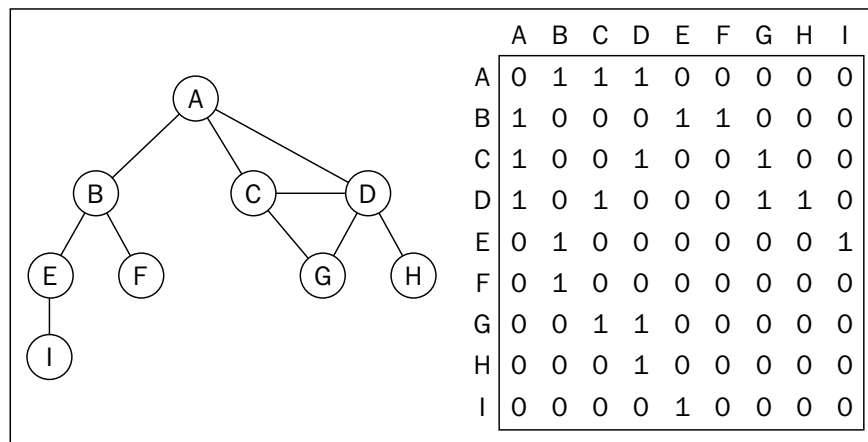 A
B C D
E F G H
I
A B C D E F G H I
A 0 1 1 1 0 0 0 0 0
B 1 0 0 0 1 1 0 0 0
C 1 0 0 1 0 0 1 0 0
D 1 0 1 0 0 0 1 1 0
E 0 1 0 0 0 0 0 0 1
F 0 1 0 0 0 0 0 0 0
G 0 0 1 1 0 0 0 0 0
H 0 0 0 1 0 0 0 0 0
I 0 0 0 0 1 0 0 0 0